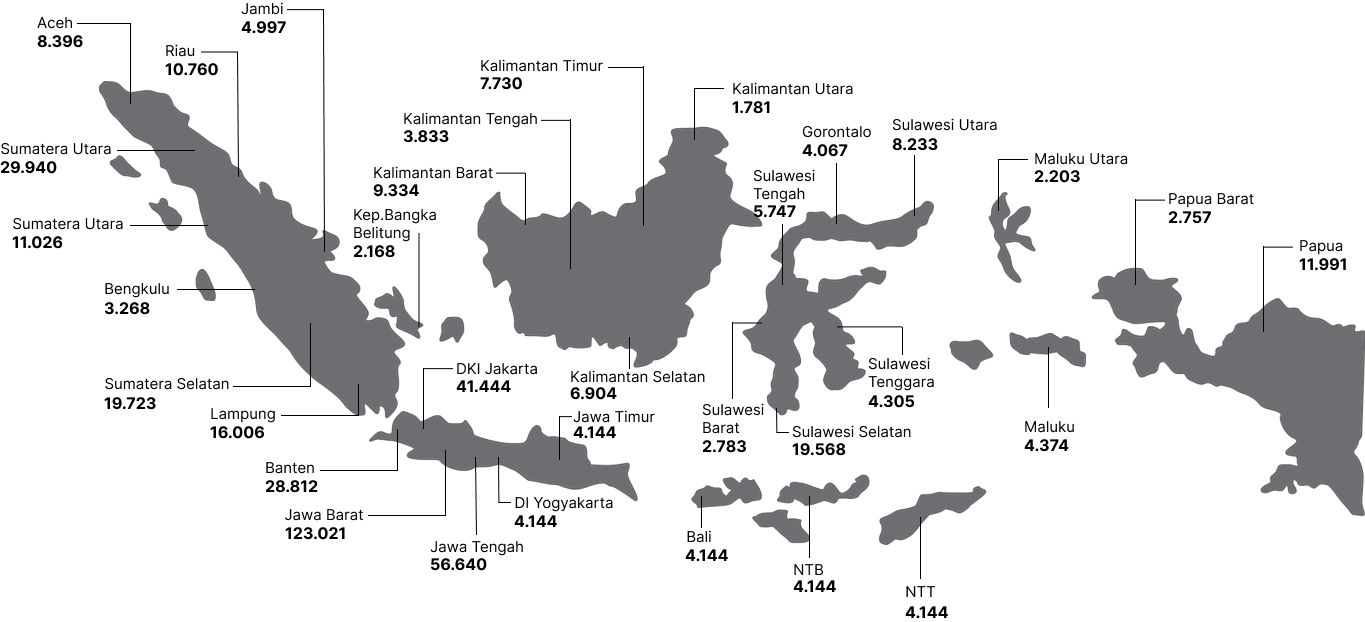 Aceh
8.396
Riau
10.760
Jambi
4.997
Sumatera Utara
29.940
Sumatera Utara
11.026
Bengkulu
3.268
Sumatera Selatan
19.723
Lampung
16.006
Kep.Bangka
Belitung
2.168
Kalimantan Barat
9.334
Kalimantan Tengah
3.833
Kalimantan Timur
7.730
Kalimantan Utara
1.781
Kalimantan Selatan
6.904
Gorontalo
4.067
Sulawesi Utara
8.233
Sulawesi
Tengah
5.747
Sulawesi
Barat
2.783
Sulawesi Selatan
19.568
Sulawesi
Tenggara
4.305
Maluku Utara
2.203
Maluku
4.374
Papua Barat
2.757
Papua
11.991
DKI Jakarta
41.444
Jawa Timur
4.144
Banten
28.812
Jawa Barat
123.021
Jawa Tengah
56.640
DI Yogyakarta
4.144
Bali
4.144
NTB
4.144
NTT
4.144